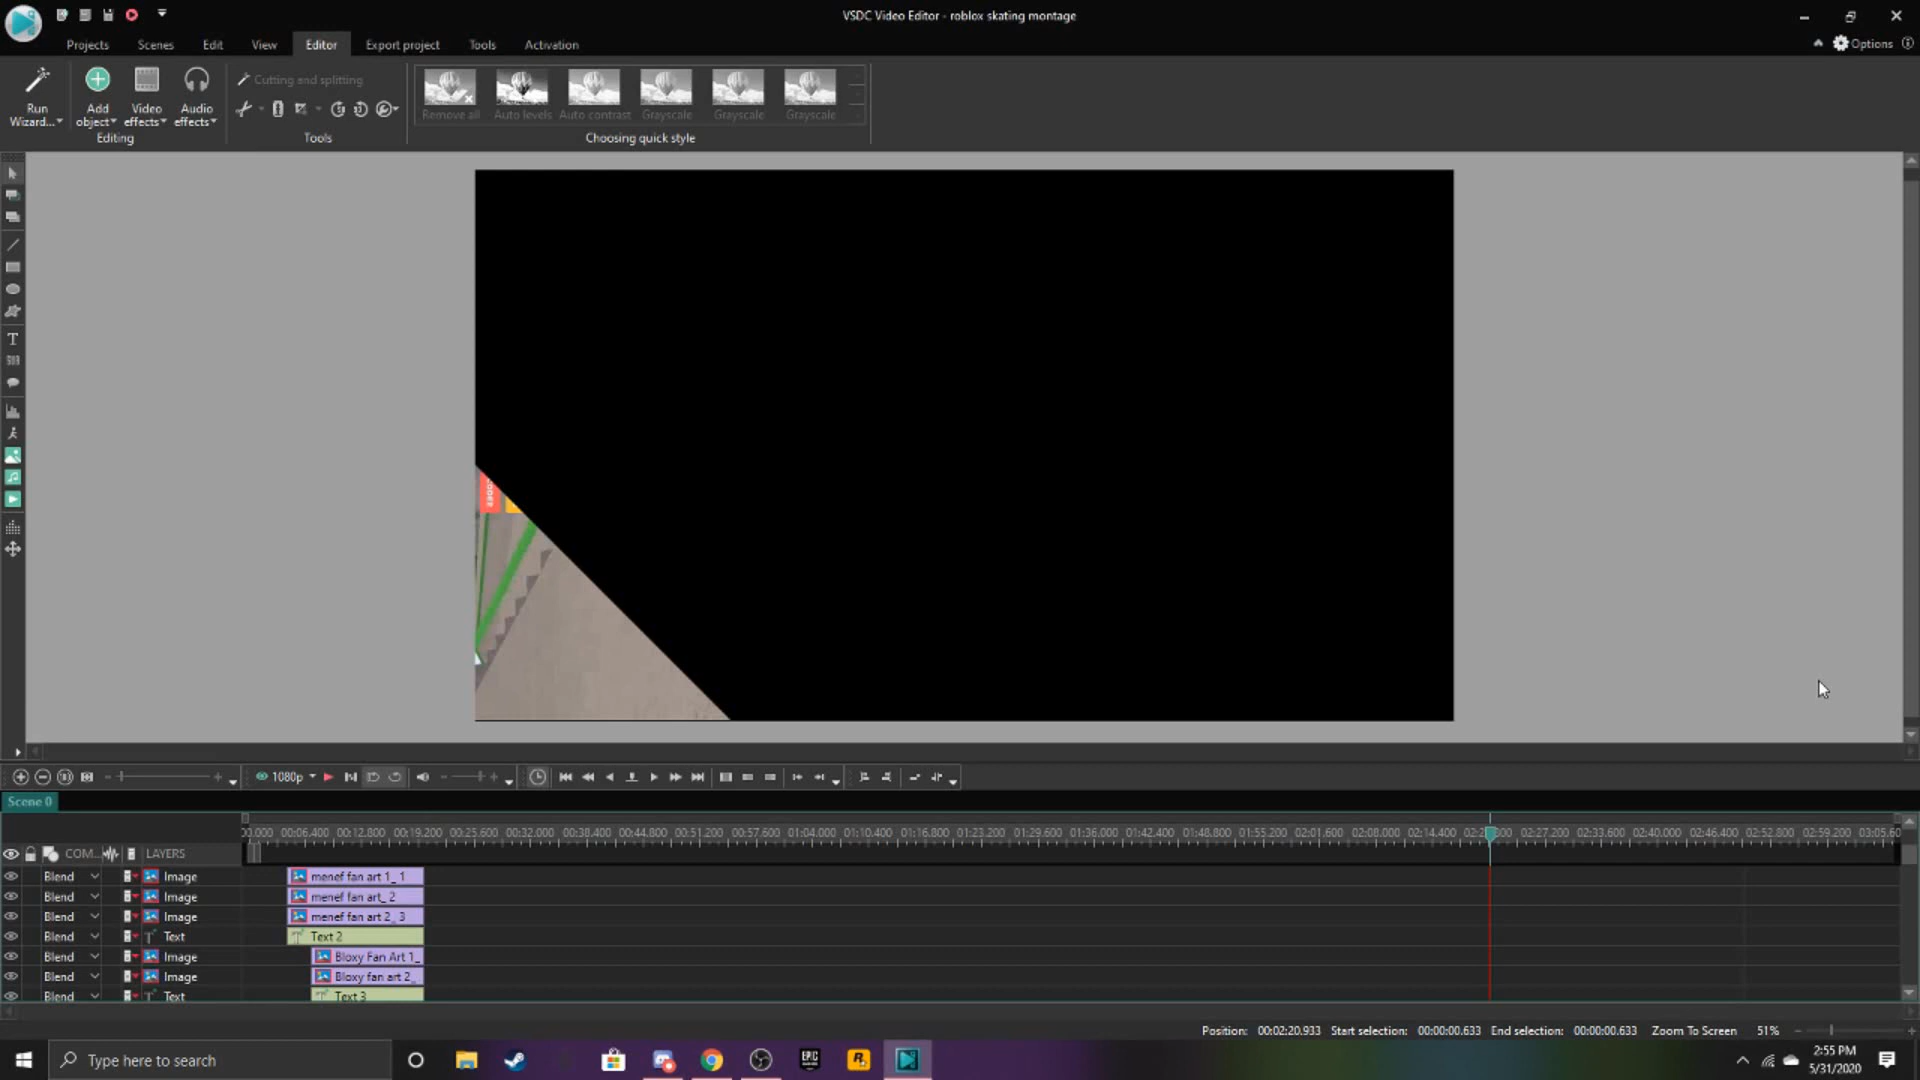 VSDC Video Editor - roblox skating montage
Projects Scenes Edit View Editor Export project Tools Activation
Options
Run Wizard...
Add object
Video effects
Audio effects
Editing
Cutting and splitting
Tools
Remove all Auto levels Auto contrast Grayscale Grayscale Grayscale
Choosing quick style
T
1080p
Scene 0
00.000 00:06.400 00:12.800 00:19.200 00:25.600 00:32.000 00:38.400 00:44.800 00:51.200 00:57.600 01:04.000 01:10.400 01:16.800 01:23.200 01:29.600 01:36.000 01:42.400 01:48.800 01:55.200 02:01.600 02:08.000 02:14.400 02:27.200 02:33.600 02:40.000 02:46.400 02:52.800 02:59.200 03:05.60
COM... LAYERS
Blend Image menef fan art 1_ 1
Blend Image menef fan art_ 2
Blend Image menef fan art 2_ 3
Blend Text Text 2
Blend Image Bloxy Fan Art 1_
Blend Image Bloxy fan art 2_
Blend Text Text 3
Position: 00:02:20.933 Start selection: 00:00:00.633 End selection: 00:00:00.633 Zoom To Screen 51%
Type here to search
EPIC
R
2:55 PM
5/31/2020